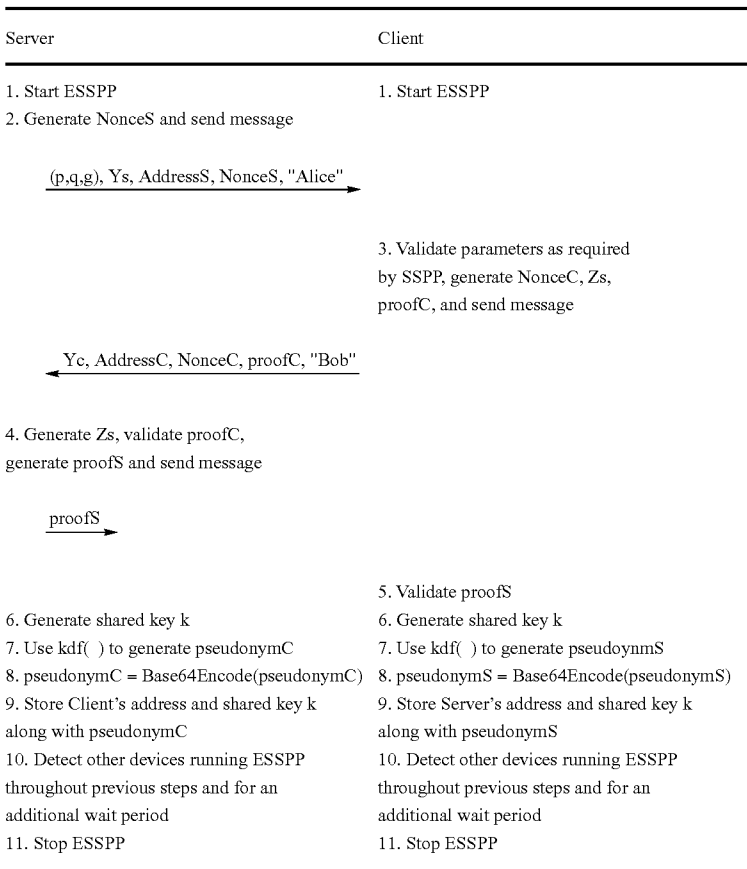 Server Client
1. Start ESSPP 1. Start ESSPP
2. Generate NonceS and send message
(p,q,g), Ys, AddressS, NonceS, "Alice"
3. Validate parameters as required
by SSPP, generate NonceC, Zs,
proofC, and send message
Yc, AddressC, NonceC, proofC, "Bob"
4. Generate Zs, validate proofC,
generate proofS and send message
proofS
5. Validate proofS
6. Generate shared key k 6. Generate shared key k
7. Use kdf( ) to generate pseudonymC 7. Use kdf( ) to generate pseudoynmS
8. pseudonymC = Base64Encode(pseudonymC) 8. pseudonymS = Base64Encode(pseudonymS)
9. Store Client's address and shared key k 9. Store Server's address and shared key k
along with pseudonymC along with pseudonymS
10. Detect other devices running ESSPP 10. Detect other devices running ESSPP
throughout previous steps and for an throughout previous steps and for an
additional wait period additional wait period
11. Stop ESSPP 11. Stop ESSPP